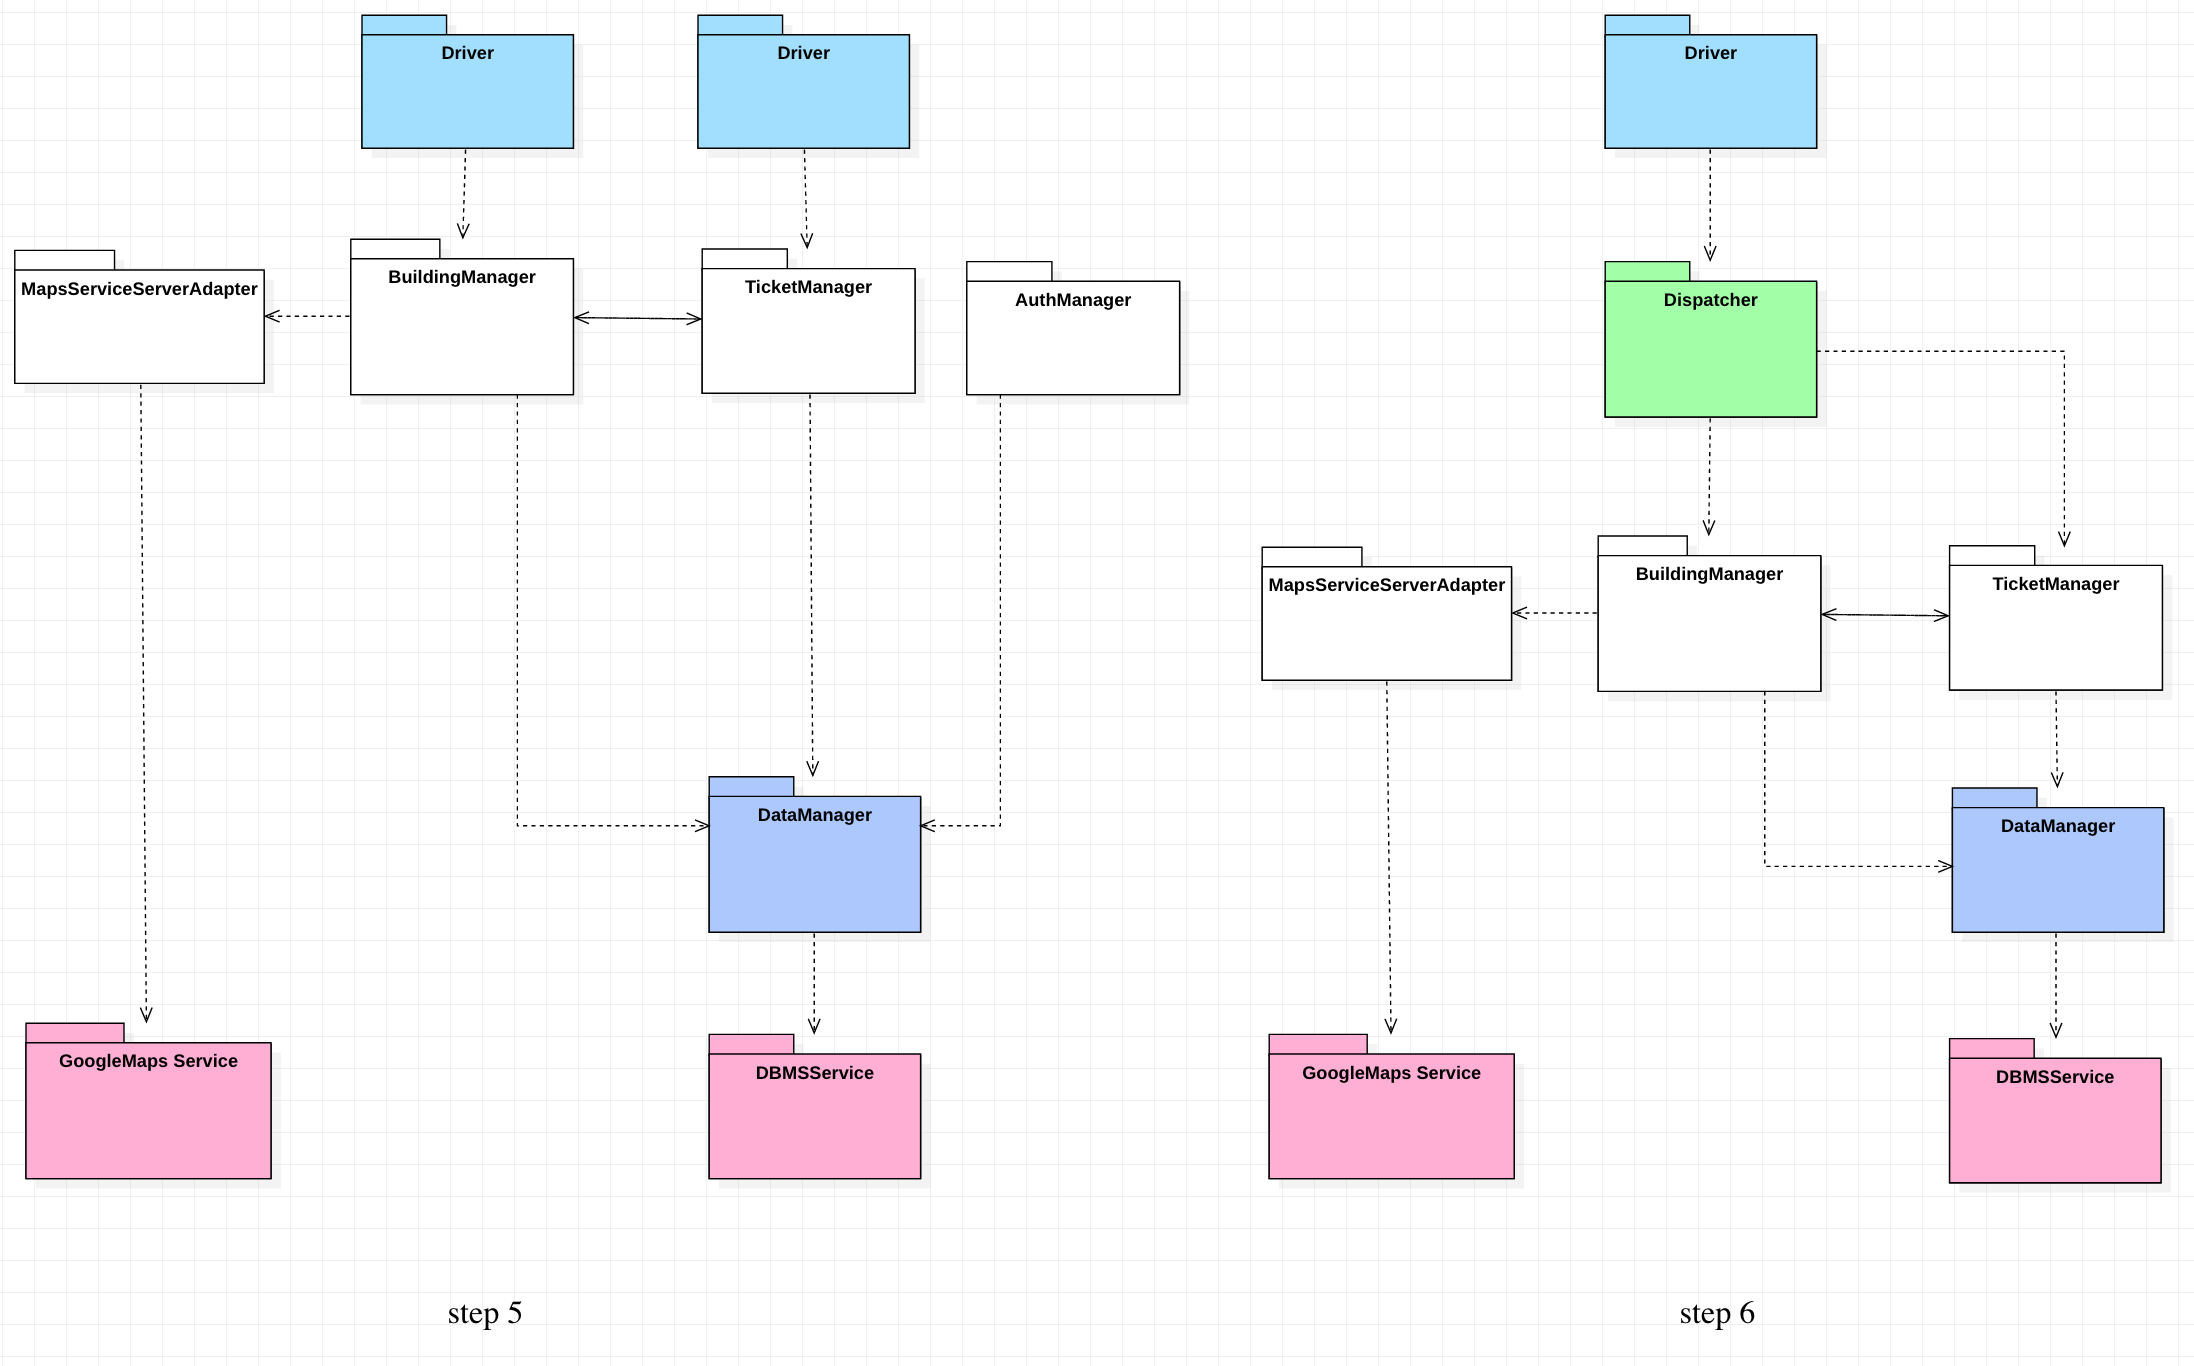 Driver
Driver
MapsServiceServerAdapter
BuildingManager
TicketManager
AuthManager
DataManager
GoogleMaps Service
DBMSService
step 5
Driver
Dispatcher
MapsServiceServerAdapter
BuildingManager
TicketManager
DataManager
GoogleMaps Service
DBMSService
step 6